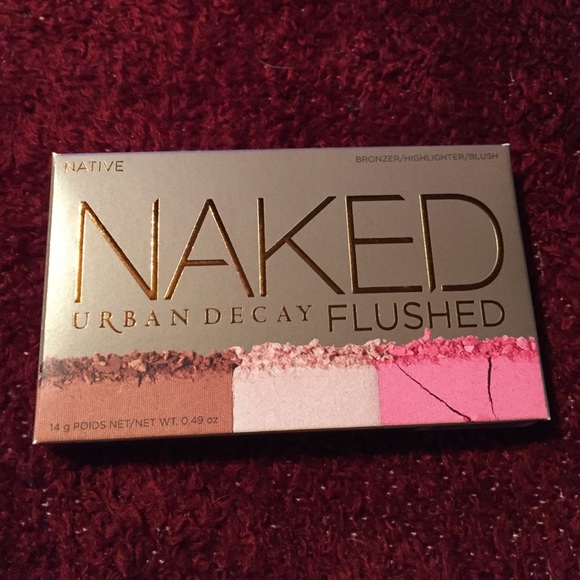 NATIVE
BRONZER/HIGHLIGHTER/BLUSH
NAKED
URBAN DECAY FLUSHED
14 g POIDS NET/NET WT. 0.49 oz